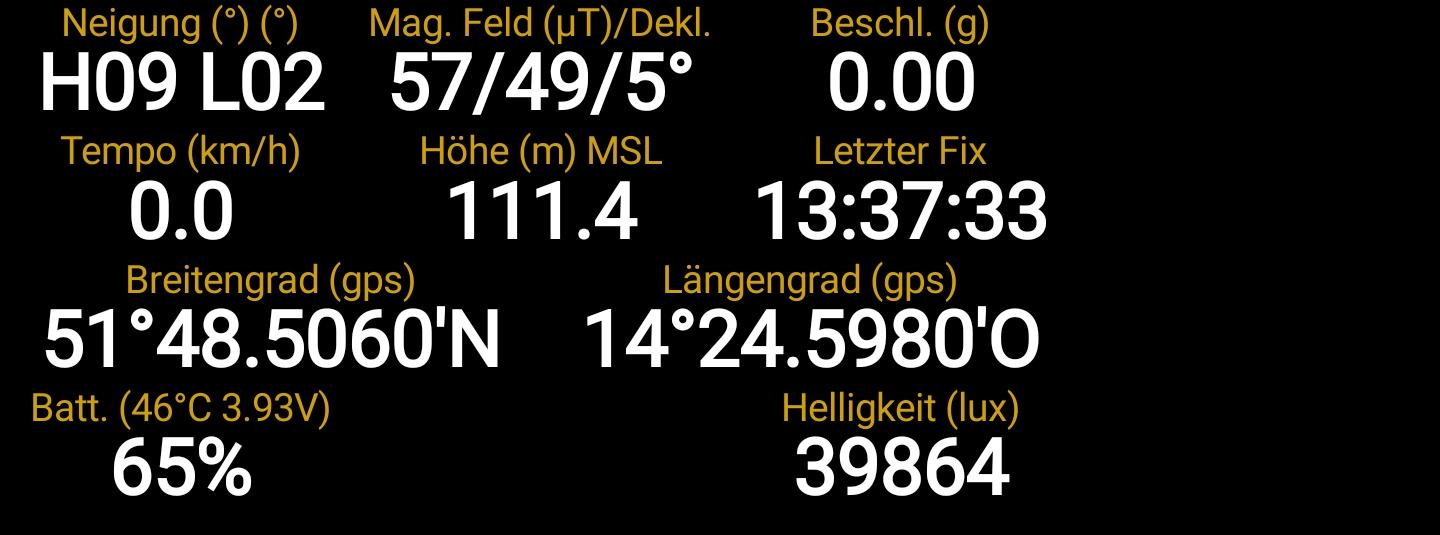 Neigung (°) (°) Mag. Feld (µT)/Dekl. Beschl. (g)
H09 L02 57/49/5° 0.00
Tempo (km/h) Höhe (m) MSL Letzter Fix
0.0 111.4 13:37:33
Breitengrad (gps) Längengrad (gps)
51°48.5060'N 14°24.5980'O
Batt. (46°C 3.93V) Helligkeit (lux)
65% 39864